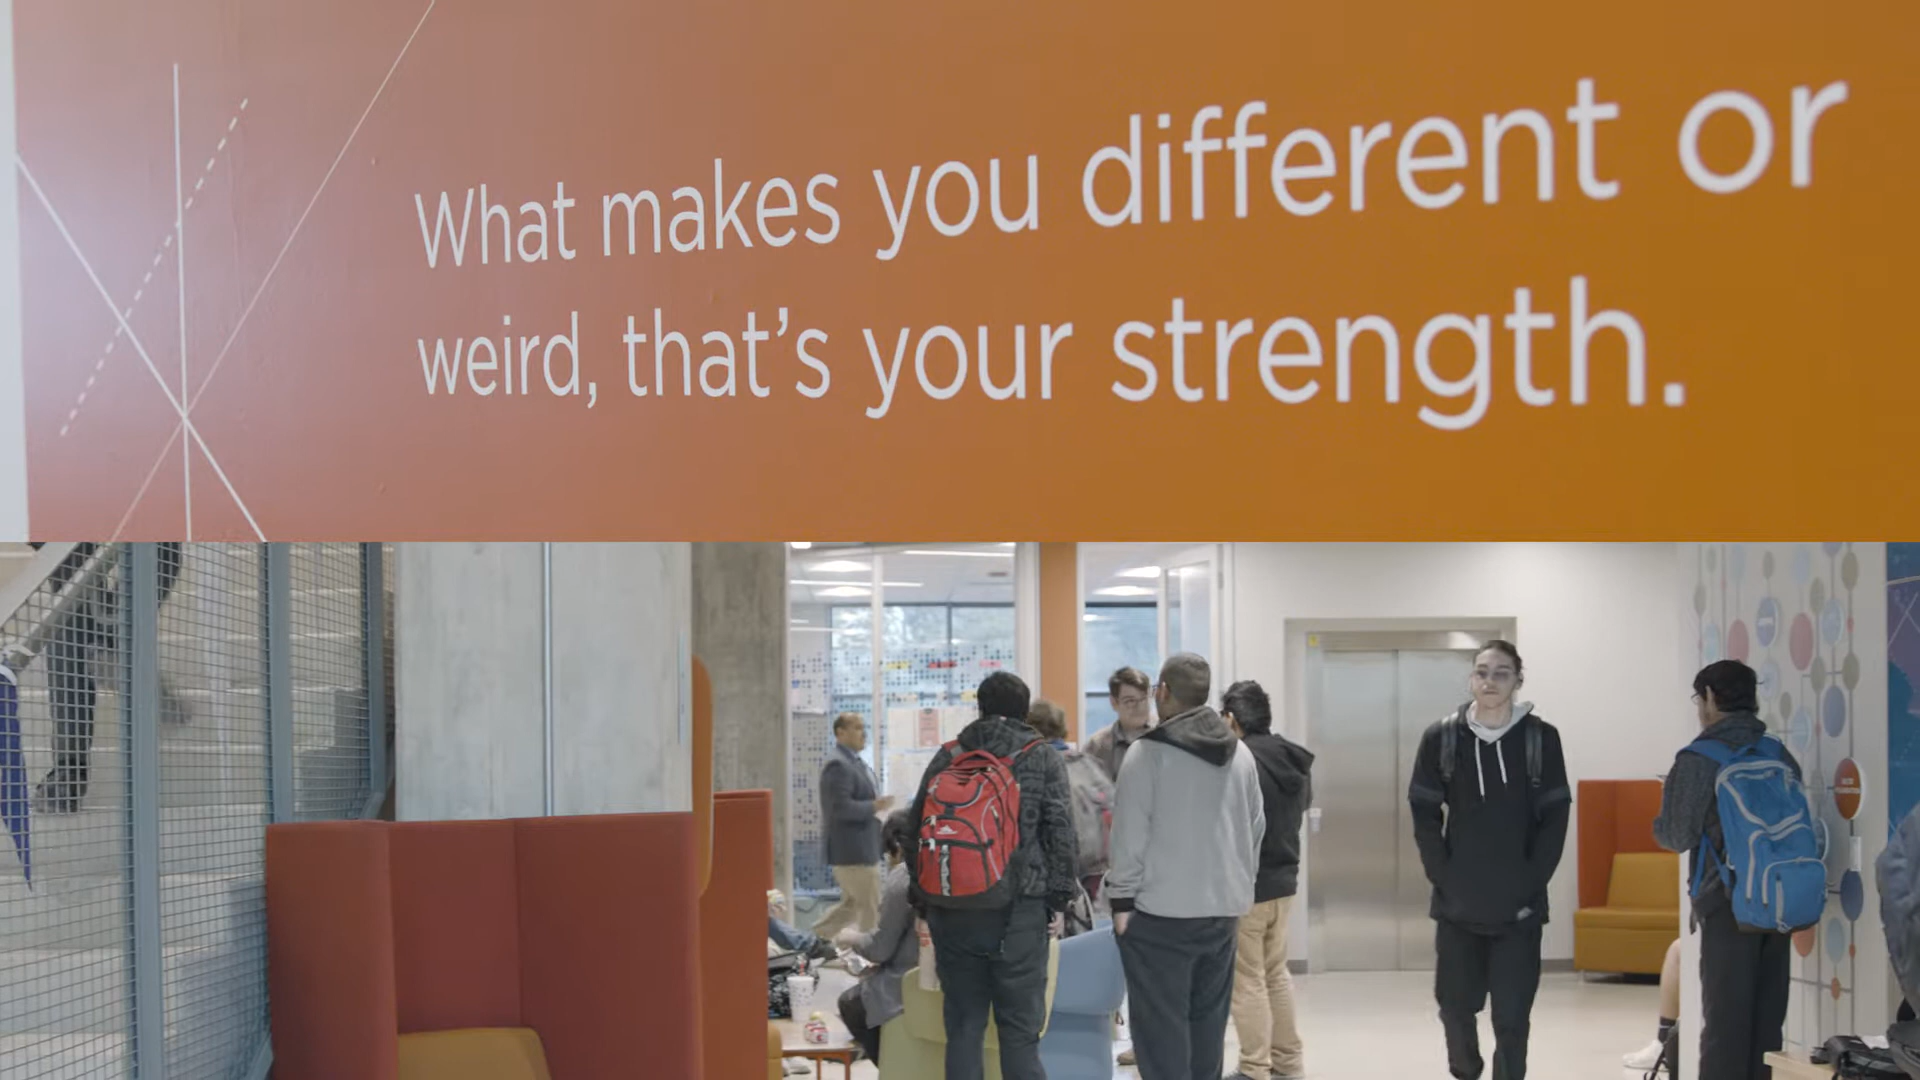 What makes you different or
weird, that's your strength.